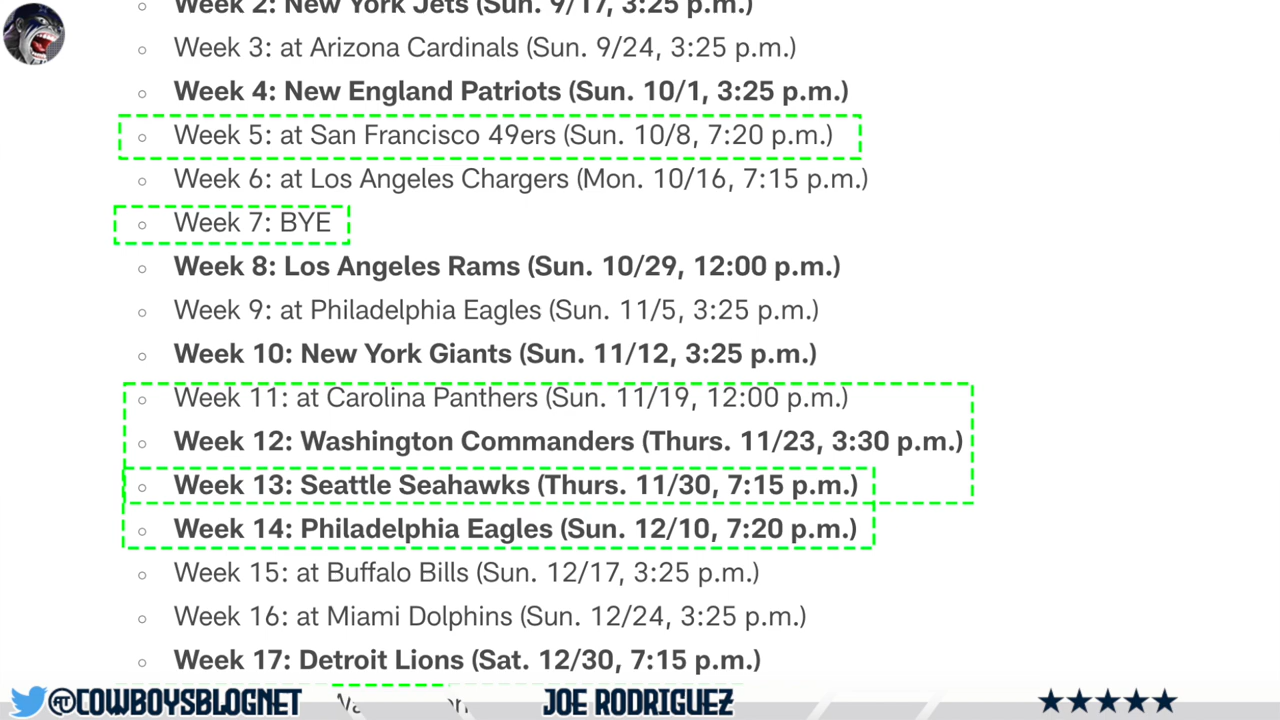 Week 2: New York Jets (Sun. 9/17, 3:25 p.m.)
Week 3: at Arizona Cardinals (Sun. 9/24, 3:25 p.m.)
Week 4: New England Patriots (Sun. 10/1, 3:25 p.m.)
Week 5: at San Francisco 49ers (Sun. 10/8, 7:20 p.m.)
Week 6: at Los Angeles Chargers (Mon. 10/16, 7:15 p.m.)
Week 7: BYE
Week 8: Los Angeles Rams (Sun. 10/29, 12:00 p.m.)
Week 9: at Philadelphia Eagles (Sun. 11/5, 3:25 p.m.)
Week 10: New York Giants (Sun. 11/12, 3:25 p.m.)
Week 11: at Carolina Panthers (Sun. 11/19, 12:00 p.m.)
Week 12: Washington Commanders (Thurs. 11/23, 3:30 p.m.)
Week 13: Seattle Seahawks (Thurs. 11/30, 7:15 p.m.)
Week 14: Philadelphia Eagles (Sun. 12/10, 7:20 p.m.)
Week 15: at Buffalo Bills (Sun. 12/17, 3:25 p.m.)
Week 16: at Miami Dolphins (Sun. 12/24, 3:25 p.m.)
Week 17: Detroit Lions (Sat. 12/30, 7:15 p.m.)
@COWBOYSBLOGNET JOE RODRIGUEZ ★★★★★